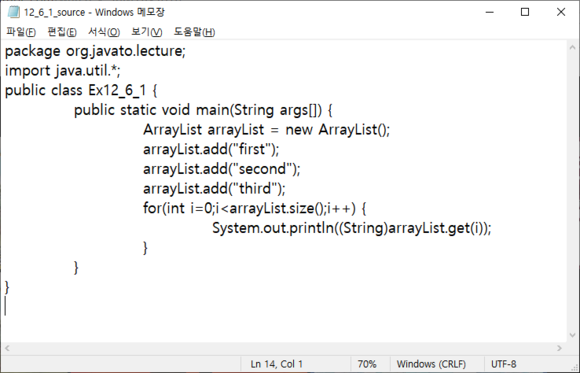 12_6_1_source - Windows 메모장
파일(F) 편집(E) 서식(O) 보기(V) 도움말(H)
package org.javato.lecture;
import java.util.*;
public class Ex12_6_1 {
public static void main(String args[]) {
ArrayList arrayList = new ArrayList();
arrayList.add("first");
arrayList.add("second");
arrayList.add("third");
for(int i=0;i<arrayList.size();i++) {
System.out.println((String)arrayList.get(i));
}
}
}
Ln 14, Col 1 70% Windows (CRLF) UTF-8